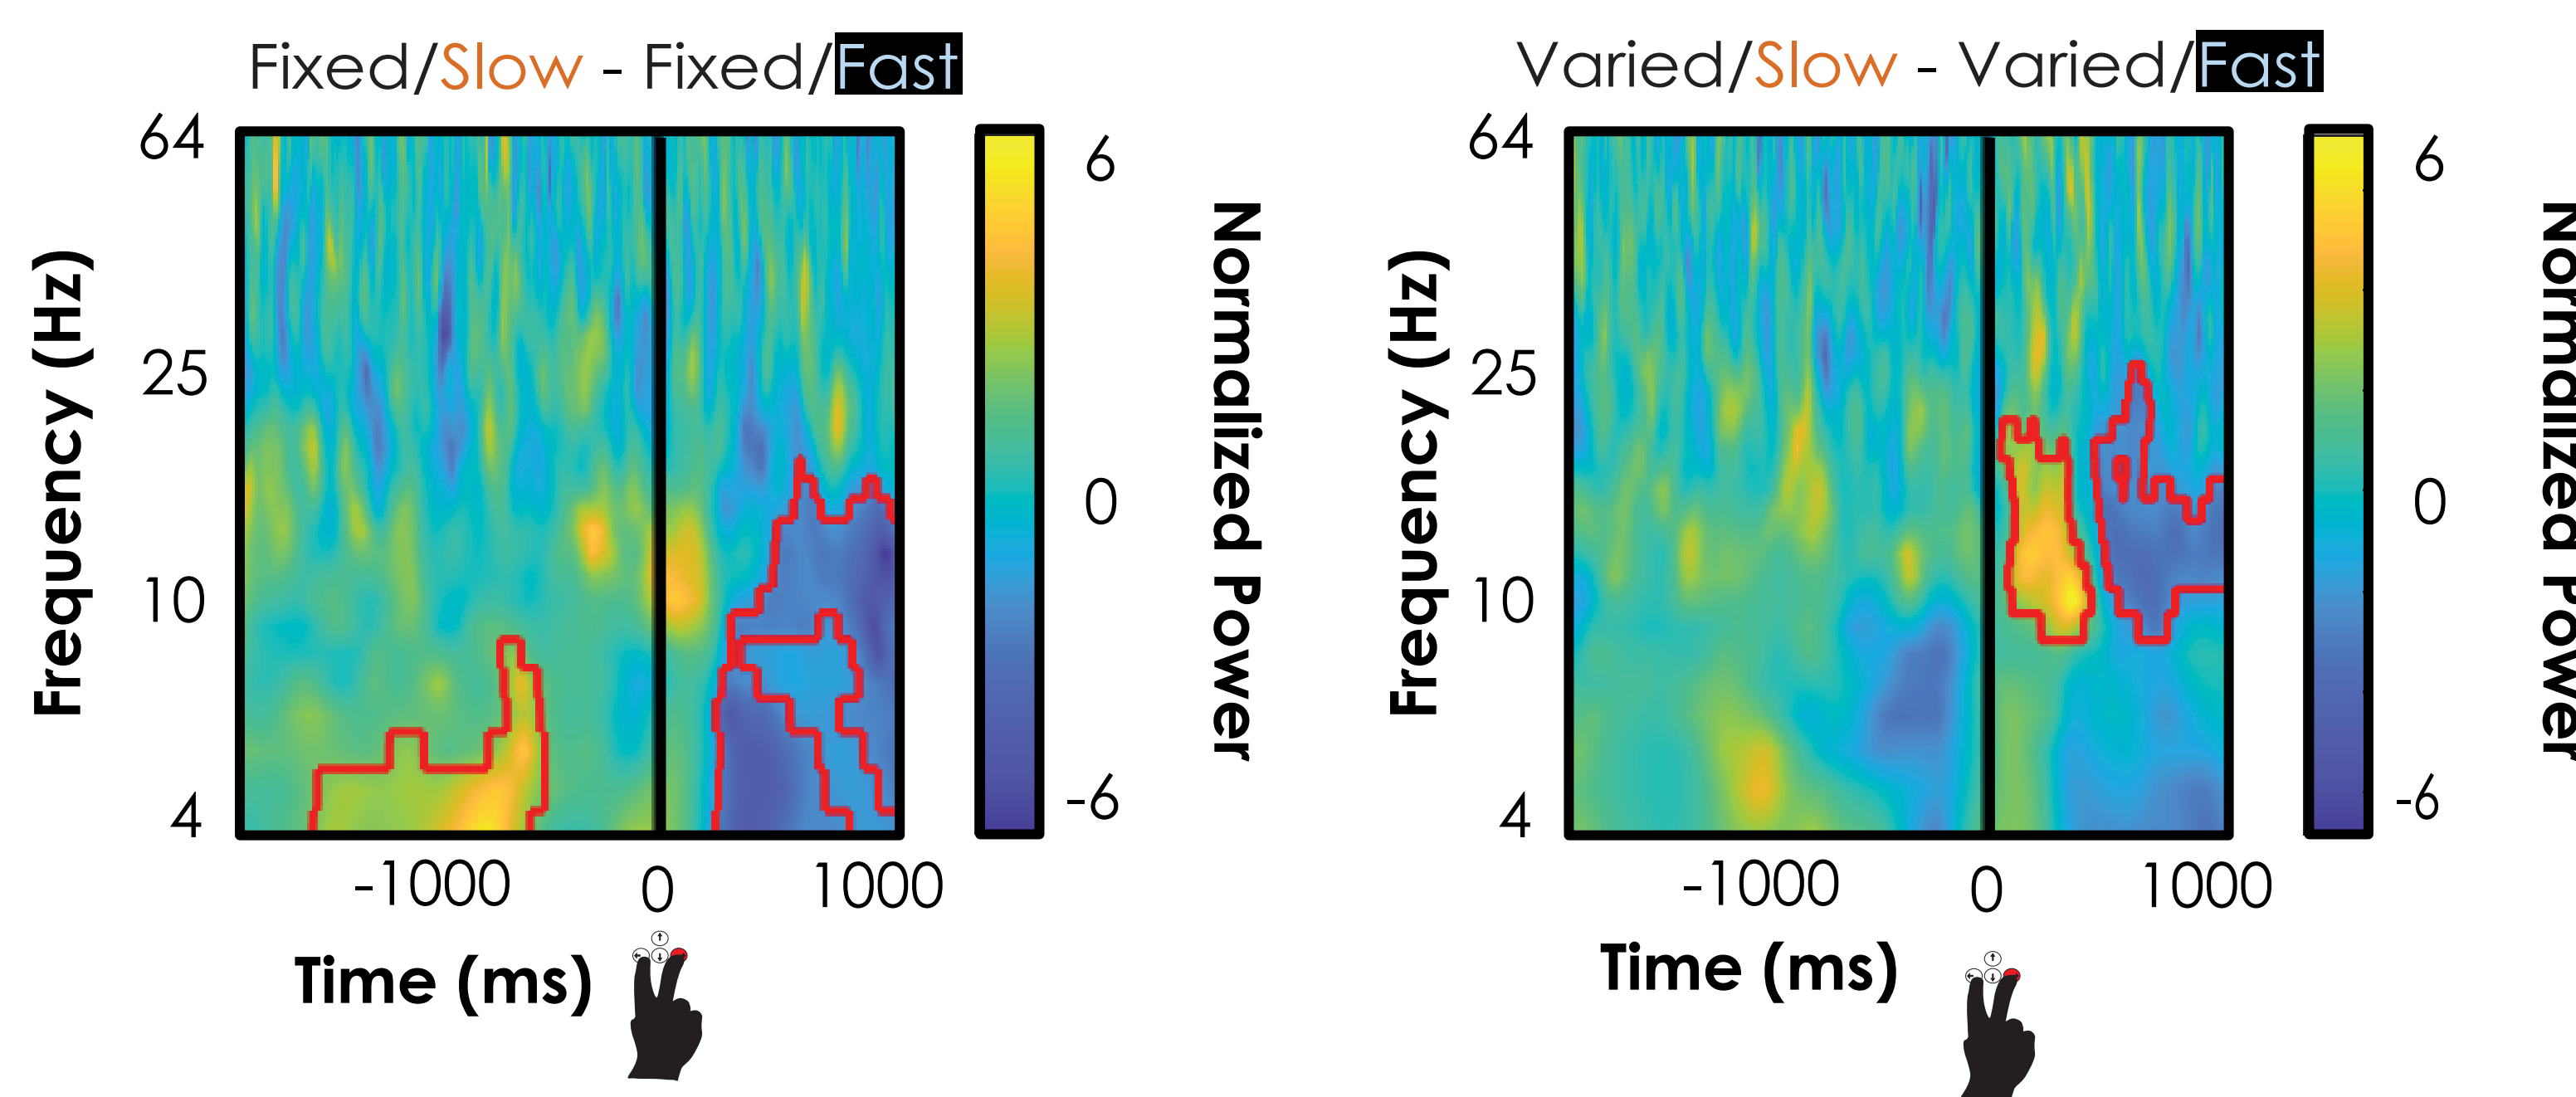 Fixed/Slow - Fixed/Fast
64
25
10
4
Frequency (Hz)
-1000 0 1000
Time (ms)
6
0
-6
Normalized Power
Varied/Slow - Varied/Fast
64
25
10
4
Frequency (Hz)
-1000 0 1000
Time (ms)
6
0
-6
Normalized Power